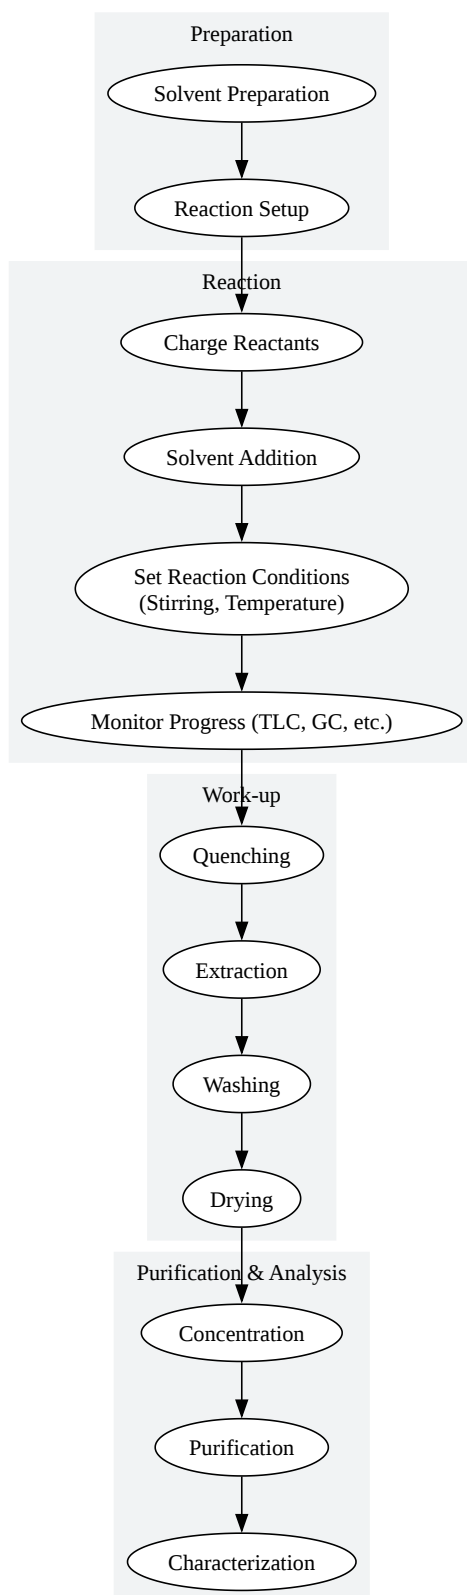 Preparation
Solvent Preparation
Reaction Setup
Reaction
Charge Reactants
Solvent Addition
Set Reaction Conditions
(Stirring, Temperature)
Monitor Progress (TLC, GC, etc.)
Work-up
Quenching
Extraction
Washing
Drying
Purification & Analysis
Concentration
Purification
Characterization